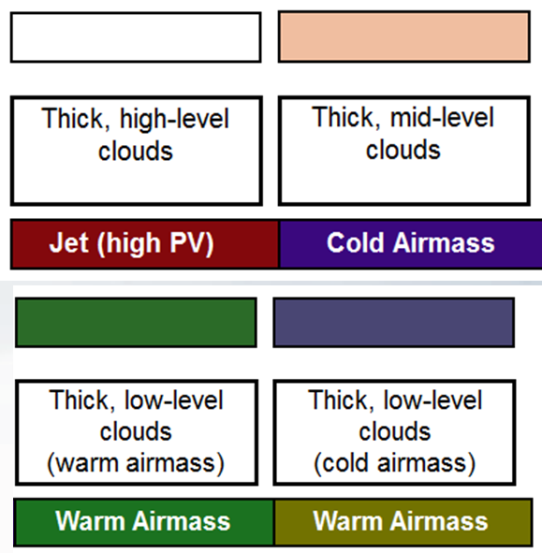 Thick, high-level
clouds
Thick, mid-level
clouds
Jet (high PV)
Cold Airmass
Thick, low-level
clouds
(warm airmass)
Thick, low-level
clouds
(cold airmass)
Warm Airmass
Warm Airmass